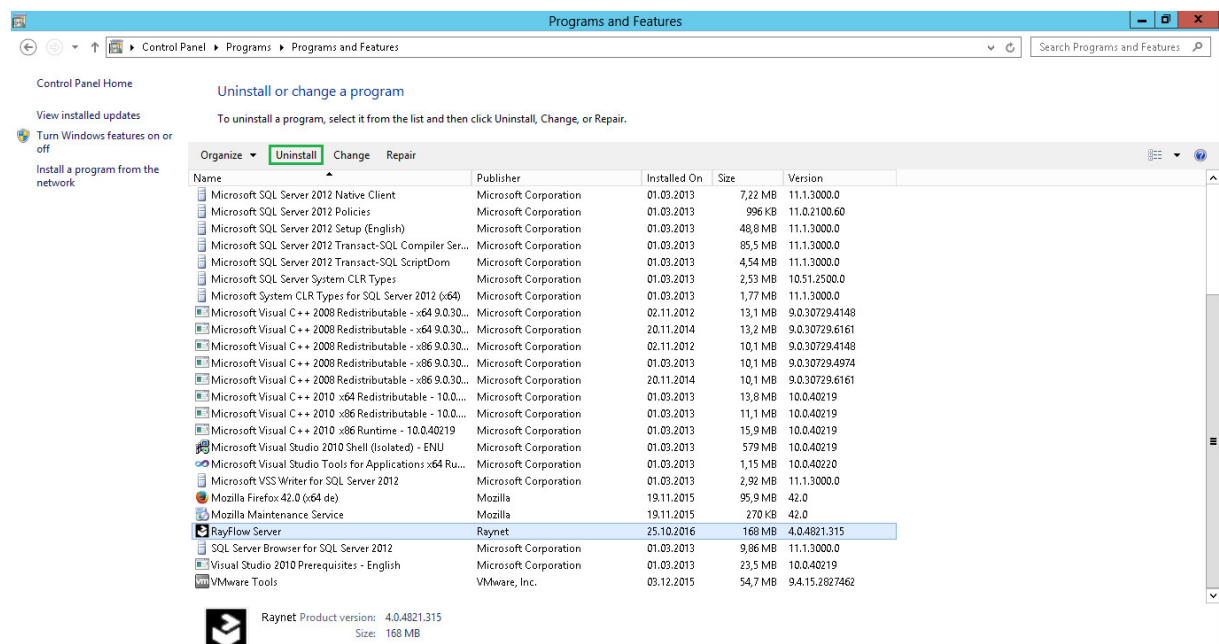 Programs and Features
Control Panel Programs Programs and Features Search Programs and Features
Control Panel Home
View installed updates
Turn Windows features on or
off
Install a program from the
network
Uninstall or change a program
To uninstall a program, select it from the list and then click Uninstall, Change, or Repair.
Organize Uninstall Change Repair
Name Publisher Installed On Size Version
Microsoft SQL Server 2012 Native Client Microsoft Corporation 01.03.2013 7,22 MB 11.1.3000.0
Microsoft SQL Server 2012 Policies Microsoft Corporation 01.03.2013 996 KB 11.0.2100.60
Microsoft SQL Server 2012 Setup (English) Microsoft Corporation 01.03.2013 48,8 MB 11.1.3000.0
Microsoft SQL Server 2012 Transact-SQL Compiler Ser... Microsoft Corporation 01.03.2013 85,5 MB 11.1.3000.0
Microsoft SQL Server 2012 Transact-SQL ScriptDom Microsoft Corporation 01.03.2013 4,54 MB 11.1.3000.0
Microsoft SQL Server System CLR Types Microsoft Corporation 01.03.2013 2,53 MB 10.51.2500.0
Microsoft System CLR Types for SQL Server 2012 (x64) Microsoft Corporation 01.03.2013 1,77 MB 11.1.3000.0
Microsoft Visual C++ 2008 Redistributable - x64 9.0.30... Microsoft Corporation 02.11.2012 13,1 MB 9.0.30729.4148
Microsoft Visual C++ 2008 Redistributable - x64 9.0.30... Microsoft Corporation 20.11.2014 13,2 MB 9.0.30729.6161
Microsoft Visual C++ 2008 Redistributable - x86 9.0.30... Microsoft Corporation 02.11.2012 10,1 MB 9.0.30729.4148
Microsoft Visual C++ 2008 Redistributable - x86 9.0.30... Microsoft Corporation 01.03.2013 10,1 MB 9.0.30729.4974
Microsoft Visual C++ 2008 Redistributable - x86 9.0.30... Microsoft Corporation 20.11.2014 10,1 MB 9.0.30729.6161
Microsoft Visual C++ 2010 x64 Redistributable - 10.0.... Microsoft Corporation 01.03.2013 13,8 MB 10.0.40219
Microsoft Visual C++ 2010 x86 Redistributable - 10.0.... Microsoft Corporation 01.03.2013 11,1 MB 10.0.40219
Microsoft Visual C++ 2010 x86 Runtime - 10.0.40219 Microsoft Corporation 01.03.2013 15,9 MB 10.0.40219
Microsoft Visual Studio 2010 Shell (Isolated) - ENU Microsoft Corporation 01.03.2013 579 MB 10.0.40219
Microsoft Visual Studio Tools for Applications x64 Ru... Microsoft Corporation 01.03.2013 1,15 MB 10.0.40220
Microsoft VSS Writer for SQL Server 2012 Microsoft Corporation 01.03.2013 2,92 MB 11.1.3000.0
Mozilla Firefox 42.0 (x64 de) Mozilla 19.11.2015 95,9 MB 42.0
Mozilla Maintenance Service Mozilla 19.11.2015 270 KB 42.0
RayFlow Server Raynet 25.10.2016 168 MB 4.0.4821.315
SQL Server Browser for SQL Server 2012 Microsoft Corporation 01.03.2013 9,86 MB 11.1.3000.0
Visual Studio 2010 Prerequisites - English Microsoft Corporation 01.03.2013 23,5 MB 10.0.40219
vm VMware Tools VMware, Inc. 03.12.2015 54,7 MB 9.4.15.2827462
Raynet Product version: 4.0.4821.315
Size: 168 MB